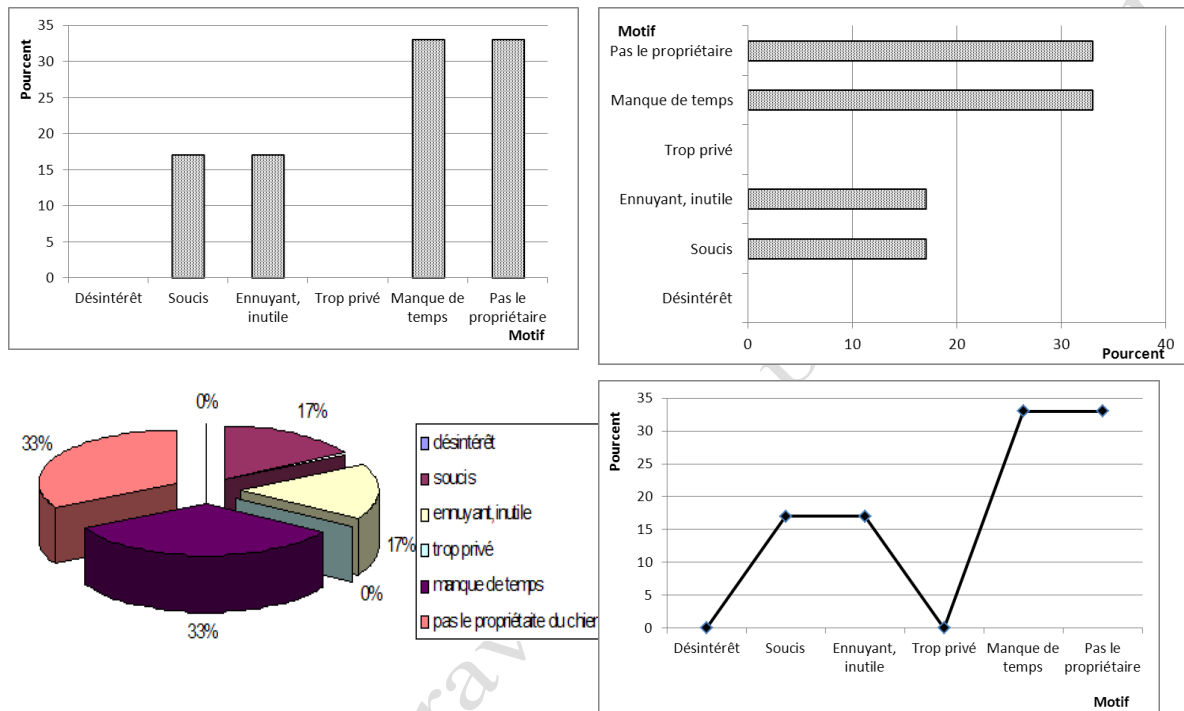 Pourcent
35
30
25
20
15
10
5
0
Désintérêt Soucis Ennuyant, Trop privé Manque de Pas le
inutile temps propriétaire
Motif
Motif
Pas le propriétaire
Manque de temps
Trop privé
Ennuyant, inutile
Soucis
Désintérêt
0 10 20 30 40
Pourcent
0%
17%
33%
17%
0%
33%
désintérêt
soucis
ennuyant, inutile
trop privé
manque de temps
pas le propriétaite du chien
Pourcent
35
30
25
20
15
10
5
0
Désintérêt Soucis Ennuyant, Trop privé Manque de Pas le
inutile temps propriétaire
Motif